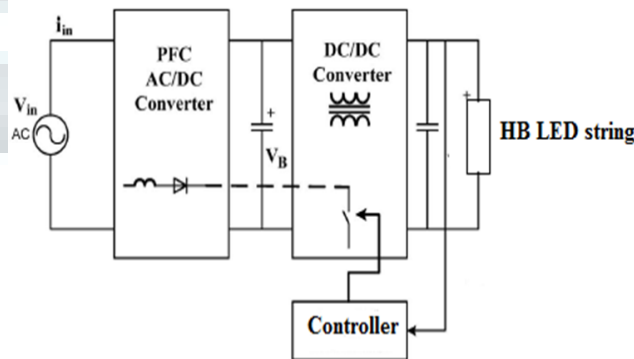 iin
PFC
AC/DC
Converter
DC/DC
Converter
Vin
AC
+
VB
+
HB LED string
Controller